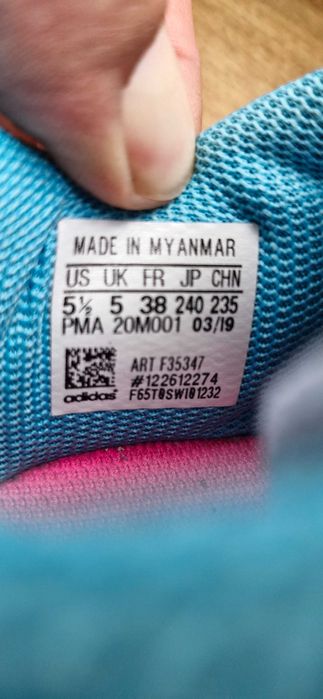 MADE IN MYANMAR
US UK FR JP CHN
5½ 5 38 240 235
PMA 20M001 03/19
ART F35347
#122612274
adidas F65T0SWI01232